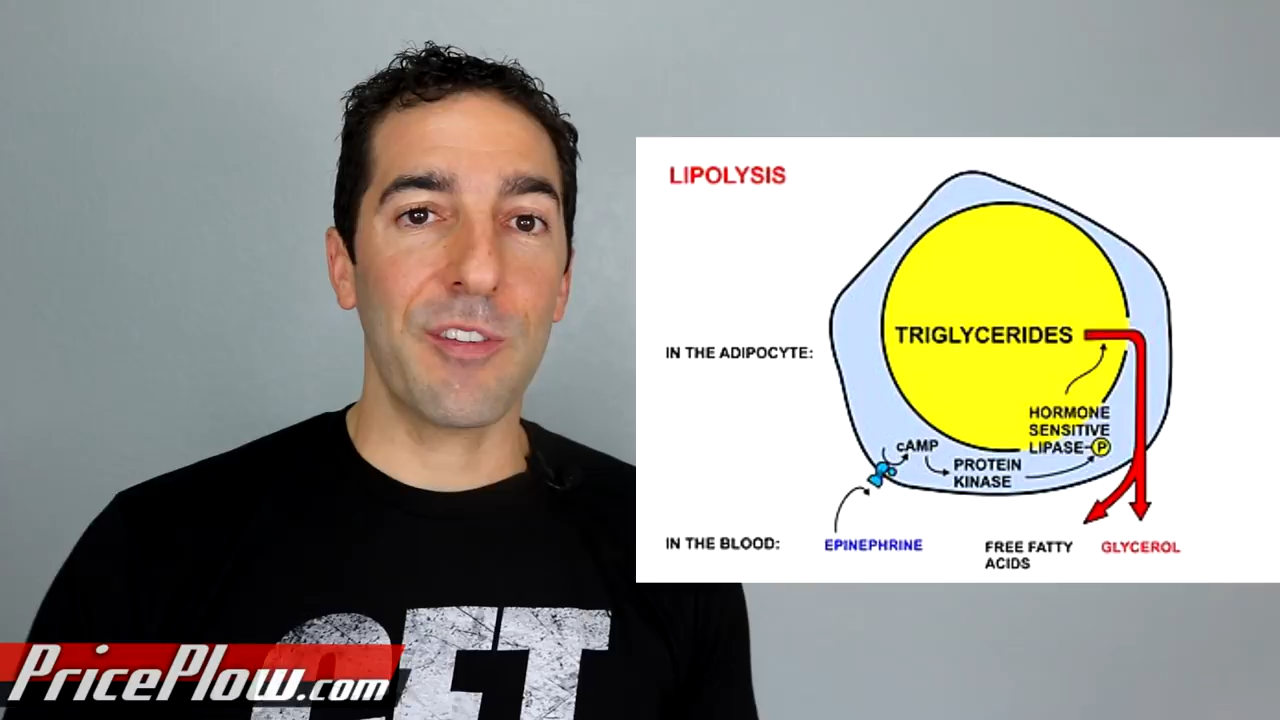 LIPOLYSIS
TRIGLYCERIDES
IN THE ADIPOCYTE:
HORMONE
SENSITIVE
LIPASE-P
cAMP
PROTEIN
KINASE
IN THE BLOOD:
EPINEPHRINE
FREE FATTY
ACIDS
GLYCEROL
PricePlow.com